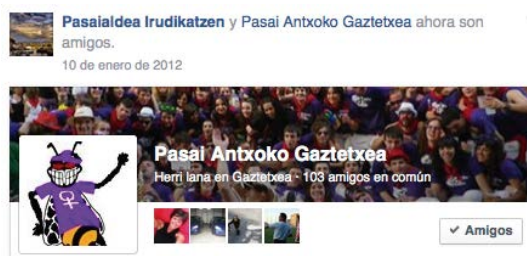 Pasaialdea Irudikatzen y Pasai Antxoko Gaztetxea ahora son
amigos.
10 de enero de 2012
Pasai Antxoko Gaztetxea
Herri lana en Gaztetxea · 103 amigos en común
✓ Amigos